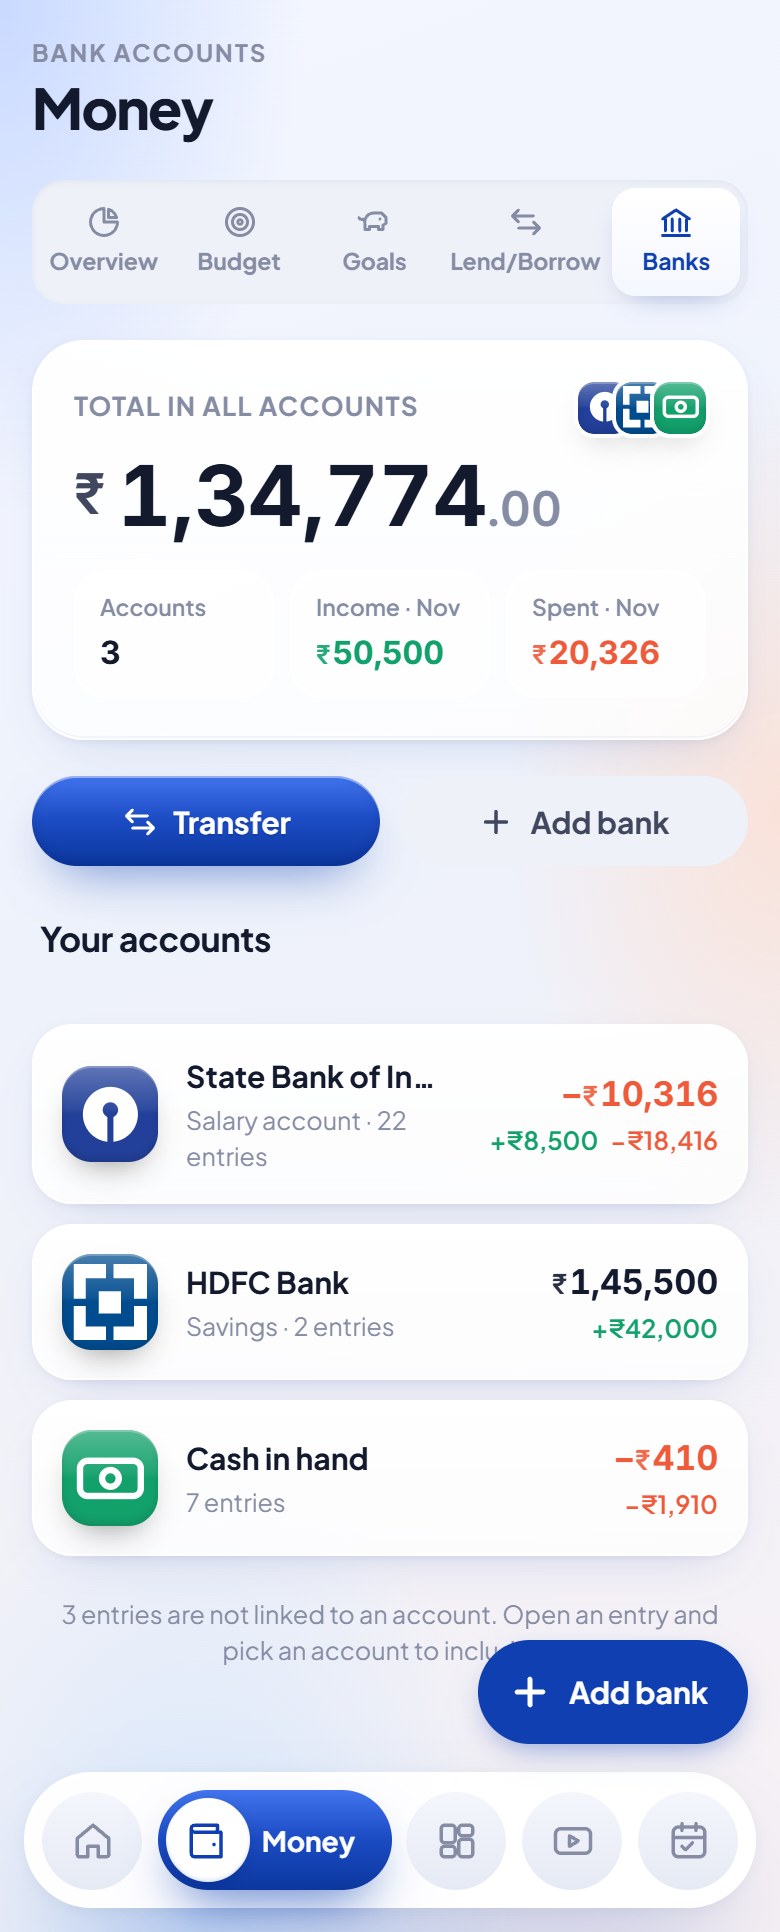 BANK ACCOUNTS
Money
Overview
Budget
Goals
Lend/Borrow
Banks
TOTAL IN ALL ACCOUNTS
₹ 1,34,774.00
Accounts
3
Income · Nov
₹50,500
Spent · Nov
₹20,326
Transfer
Add bank
Your accounts
State Bank of In...
Salary account · 22
entries
−₹10,316
+₹8,500 −₹18,416
HDFC Bank
Savings · 2 entries
₹1,45,500
+₹42,000
Cash in hand
7 entries
−₹410
−₹1,910
3 entries are not linked to an account. Open an entry and
pick an account to
Add bank
Money